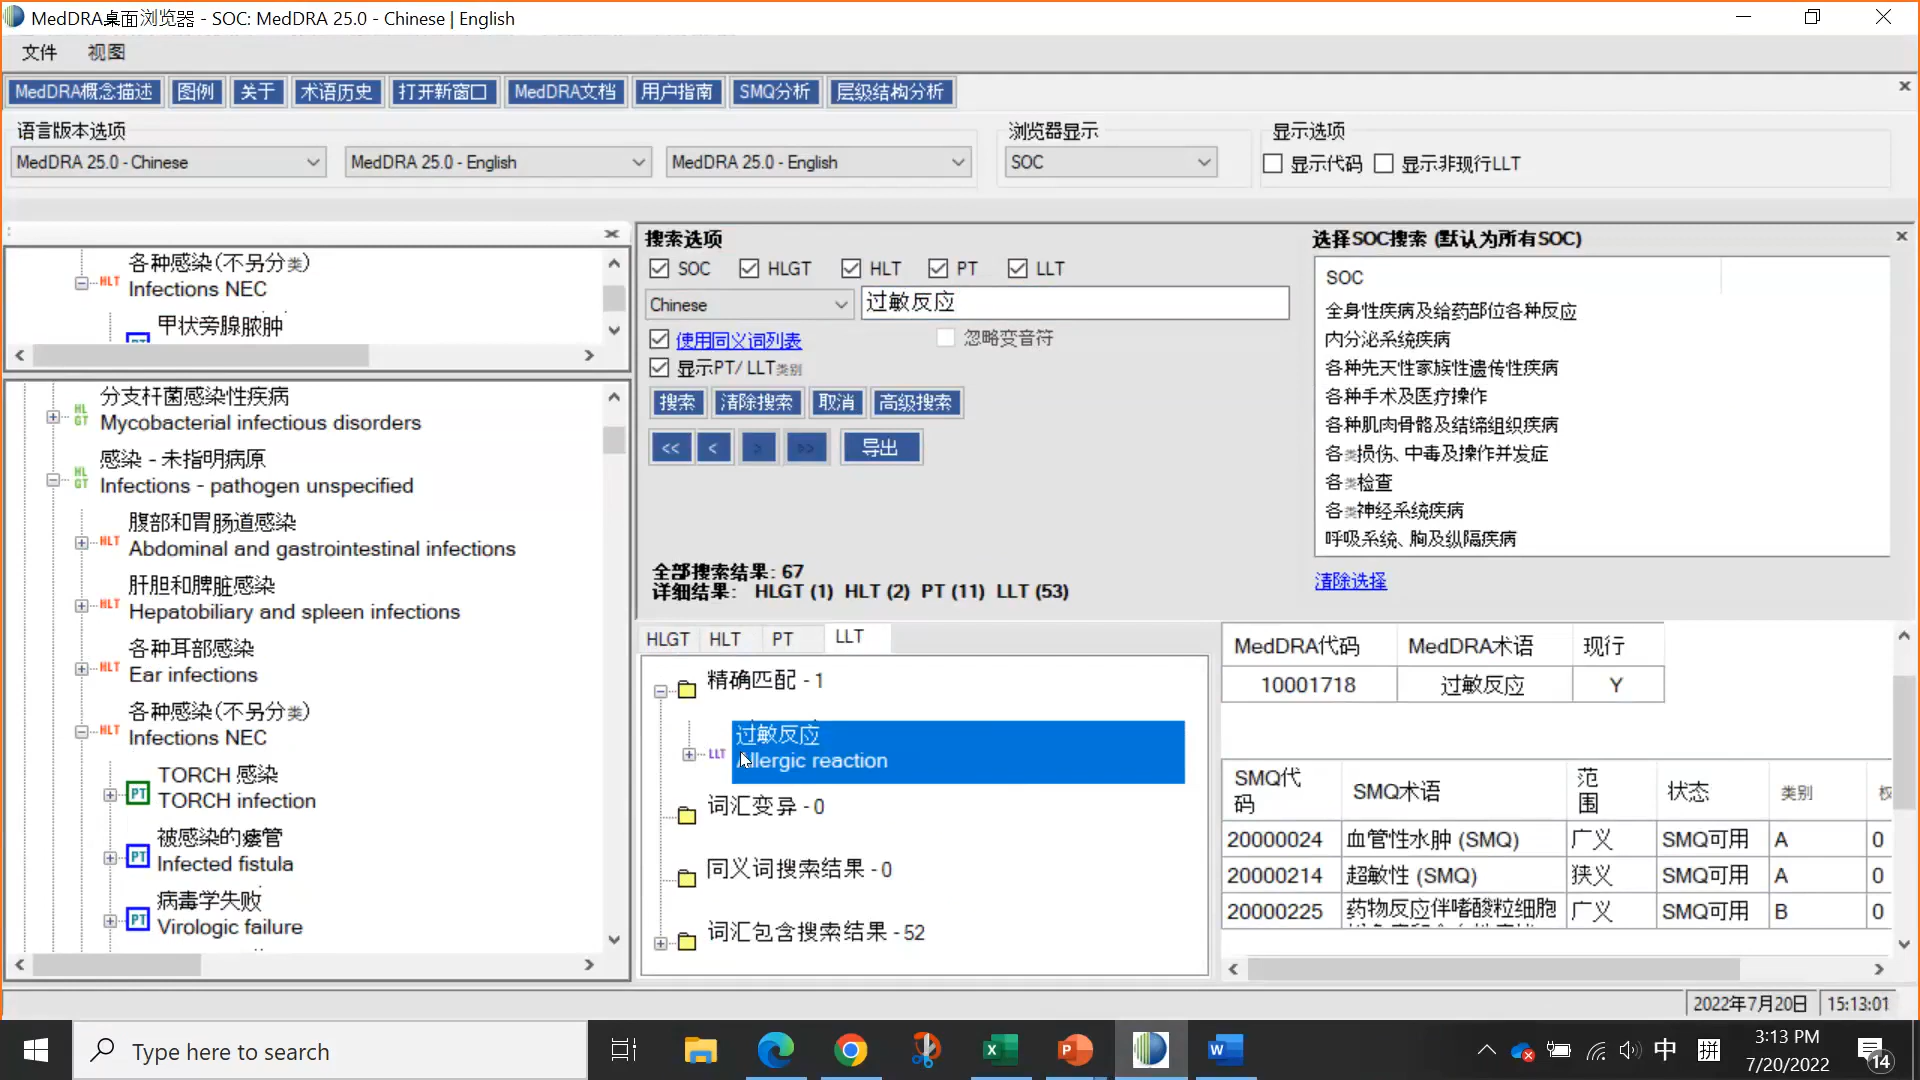 MedDRA桌面浏览器 - SOC: MedDRA 25.0 - Chinese | English
文件 视图
MedDRA概念描述 图例 关于 术语历史 打开新窗口 MedDRA文档 用户指南 SMQ分析 层级结构分析
语言版本选项 浏览器显示 显示选项
MedDRA 25.0 - Chinese MedDRA 25.0 - English MedDRA 25.0 - English SOC 显示代码 显示非现行LLT
各种感染(不另分类)
HLT
Infections NEC
甲状旁腺脓肿
分支杆菌感染性疾病
HLGT
Mycobacterial infectious disorders
感染 - 未指明病原
HLGT
Infections - pathogen unspecified
腹部和胃肠道感染
HLT
Abdominal and gastrointestinal infections
肝胆和脾脏感染
HLT
Hepatobiliary and spleen infections
各种耳部感染
HLT
Ear infections
各种感染(不另分类)
HLT
Infections NEC
TORCH 感染
PT
TORCH infection
被感染的瘘管
PT
Infected fistula
病毒学失败
PT
Virologic failure
搜索选项
SOC HLGT HLT PT LLT
Chinese 过敏反应
使用同义词列表 忽略变音符
显示PT/ LLT类别
搜索 清除搜索 取消 高级搜索
<< < > >> 导出
全部搜索结果: 67
详细结果: HLGT (1) HLT (2) PT (11) LLT (53)
选择SOC搜索 (默认为所有SOC)
SOC
全身性疾病及给药部位各种反应
内分泌系统疾病
各种先天性家族性遗传性疾病
各种手术及医疗操作
各种肌肉骨骼及结缔组织疾病
各类损伤、中毒及操作并发症
各类检查
各类神经系统疾病
呼吸系统、胸及纵隔疾病
清除选择
HLGT HLT PT LLT
精确匹配 - 1
过敏反应
LLT
Allergic reaction
词汇变异 - 0
同义词搜索结果 - 0
词汇包含搜索结果 - 52
MedDRA代码 MedDRA术语 现行
10001718 过敏反应 Y
SMQ代码 SMQ术语 范围 状态 类别 权
20000024 血管性水肿 (SMQ) 广义 SMQ可用 A 0
20000214 超敏性 (SMQ) 狭义 SMQ可用 A 0
20000225 药物反应伴嗜酸粒细胞 广义 SMQ可用 B 0
2022年7月20日 15:13:01
Type here to search
中 拼 3:13 PM
7/20/2022
14